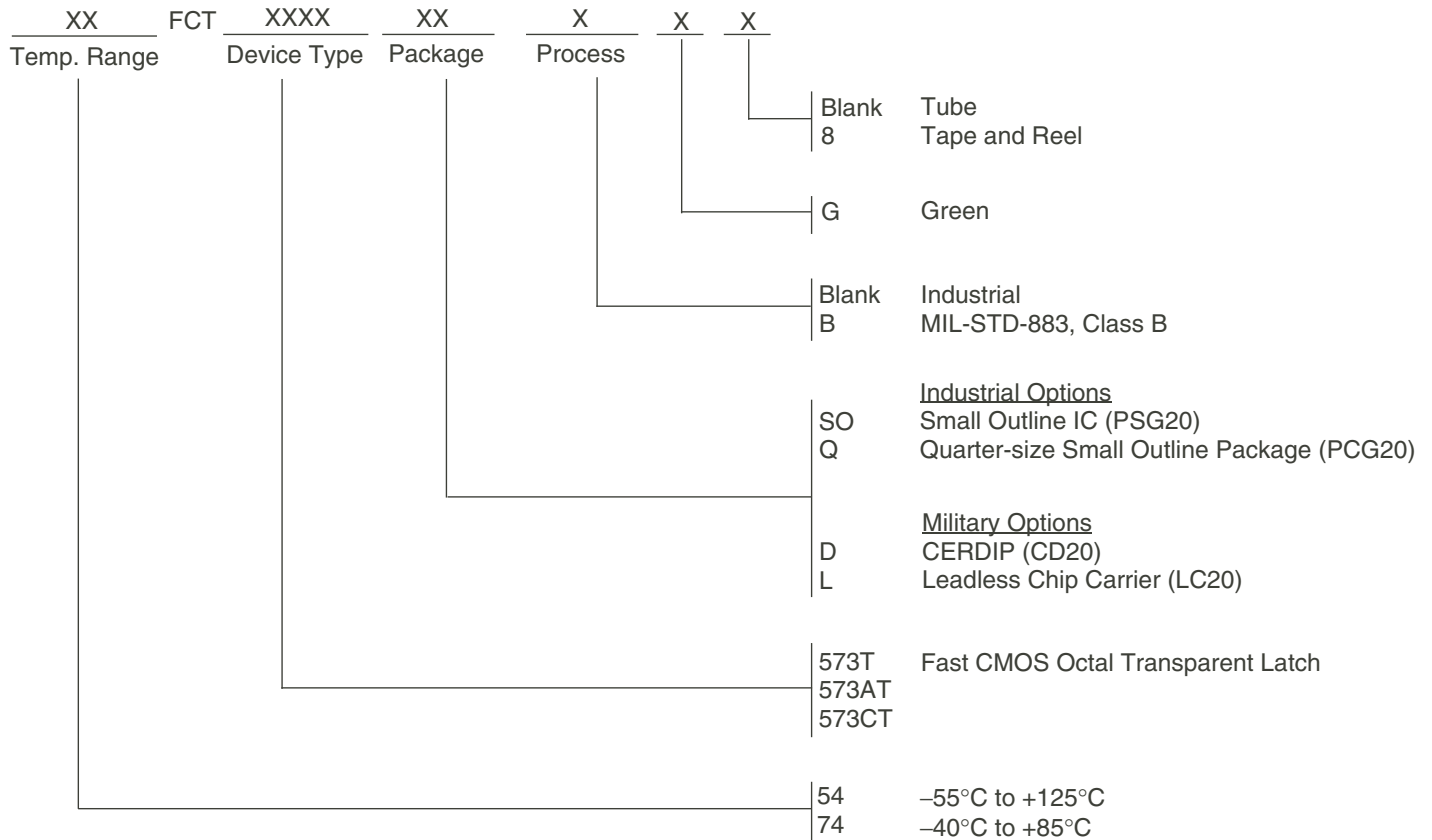 XX FCT XXXX XX X X X
Temp. Range Device Type Package Process
Blank Tube
8 Tape and Reel
G Green
Blank Industrial
B MIL-STD-883, Class B
Industrial Options
SO Small Outline IC (PSG20)
Q Quarter-size Small Outline Package (PCG20)
Military Options
D CERDIP (CD20)
L Leadless Chip Carrier (LC20)
573T Fast CMOS Octal Transparent Latch
573AT
573CT
54 –55°C to +125°C
74 –40°C to +85°C